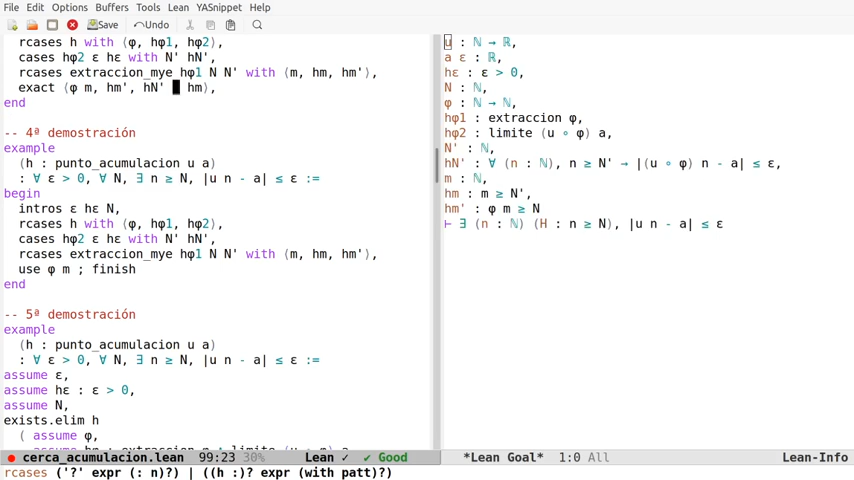 File Edit Options Buffers Tools Lean YASnippet Help
Save Undo
rcases h with ⟨φ, hφ1, hφ2⟩,
cases hφ2 ε hε with N' hN',
rcases extraccion_mye hφ1 N N' with ⟨m, hm, hm'⟩,
exact ⟨φ m, hm', hN' hm⟩,
end
-- 4ª demostración
example
(h : punto_acumulacion u a)
: ∀ ε > 0, ∀ N, ∃ n ≥ N, |u n - a| ≤ ε :=
begin
intros ε hε N,
rcases h with ⟨φ, hφ1, hφ2⟩,
cases hφ2 ε hε with N' hN',
rcases extraccion_mye hφ1 N N' with ⟨m, hm, hm'⟩,
use φ m ; finish
end
-- 5ª demostración
example
(h : punto_acumulacion u a)
: ∀ ε > 0, ∀ N, ∃ n ≥ N, |u n - a| ≤ ε :=
assume ε,
assume hε : ε > 0,
assume N,
exists.elim h
( assume φ,
u : ℕ → ℝ,
a ε : ℝ,
hε : ε > 0,
N : ℕ,
φ : ℕ → ℕ,
hφ1 : extraccion φ,
hφ2 : limite (u ∘ φ) a,
N' : ℕ,
hN' : ∀ (n : ℕ), n ≥ N' → |(u ∘ φ) n - a| ≤ ε,
m : ℕ,
hm : m ≥ N',
hm' : φ m ≥ N
⊢ ∃ (n : ℕ) (H : n ≥ N), |u n - a| ≤ ε
cerca_acumulacion.lean 99:23 30% Lean ✓ ✓ Good
*Lean Goal* 1:0 All Lean-Info
rcases ('?' expr (: n)?) | ((h :)? expr (with patt)?)